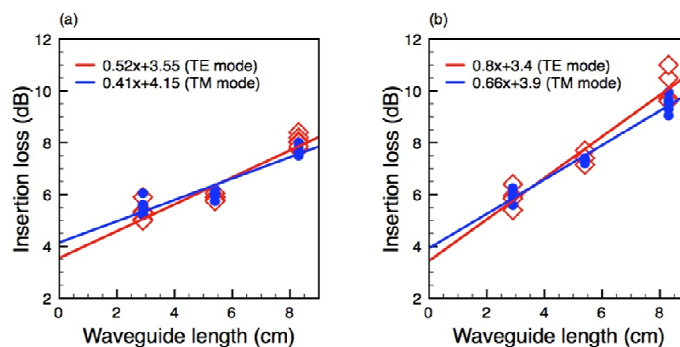 (a)
12
10
8
6
4
2
0 2 4 6 8
Insertion loss (dB)
Waveguide length (cm)
0.52x+3.55 (TE mode)
0.41x+4.15 (TM mode)
(b)
12
10
8
6
4
2
0 2 4 6 8
Insertion loss (dB)
Waveguide length (cm)
0.8x+3.4 (TE mode)
0.66x+3.9 (TM mode)